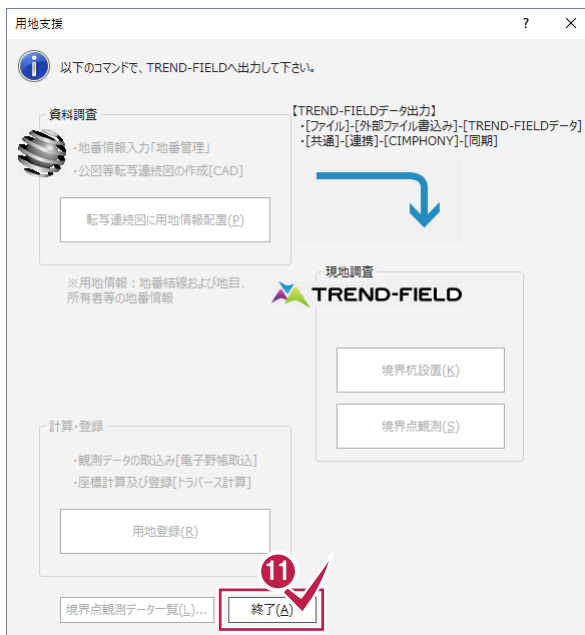 用地支援
? ×
以下のコマンドで、TREND-FIELDへ出力して下さい。
資料調査
・地番情報入力「地番管理」
・公図等転写連続図の作成[CAD]
転写連続図に用地情報配置(P)
※用地情報：地番結線および地目、
所有者等の地番情報
【TREND-FIELDデータ出力】
・[ファイル]-[外部ファイル書込み]-[TREND-FIELDデータ]
・[共通]-[連携]-[CIMPHONY]-[同期]
現地調査
TREND-FIELD
境界杭設置(K)
境界点観測(S)
計算・登録
・観測データの取込み[電子野帳取込]
・座標計算及び登録[トラバース計算]
用地登録(R)
11
境界点観測データ一覧(L)...
終了(A)